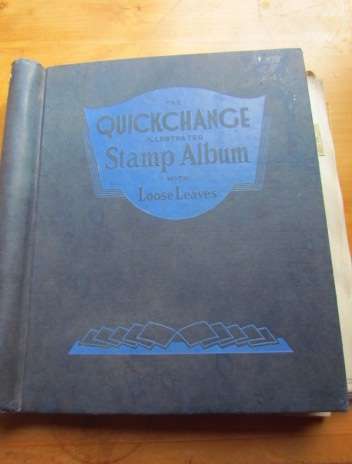 THE
QUICKCHANGE
ILLUSTRATED
Stamp Album
WITH
Loose Leaves